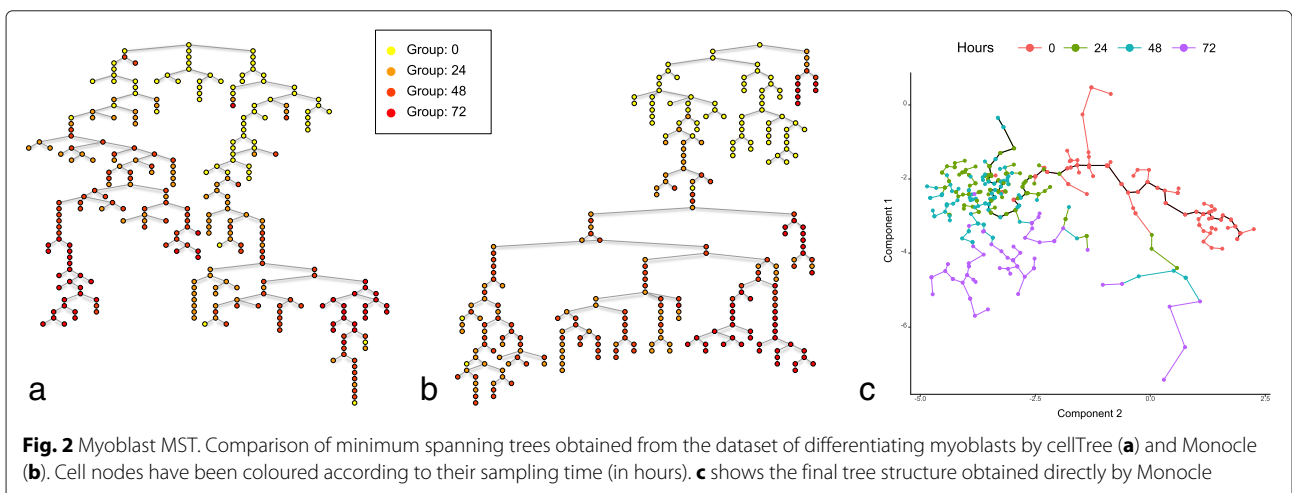 Group: 0
Group: 24
Group: 48
Group: 72
a
b
Hours 0 24 48 72
Component 1
0
-2
-4
-6
-5.0 -2.5 0.0 2.5
Component 2
c
Fig. 2 Myoblast MST. Comparison of minimum spanning trees obtained from the dataset of differentiating myoblasts by cellTree (a) and Monocle
(b). Cell nodes have been coloured according to their sampling time (in hours). c shows the final tree structure obtained directly by Monocle